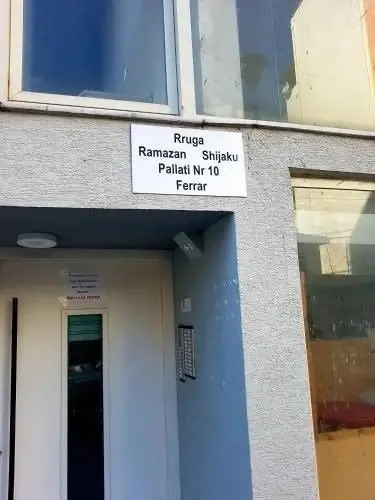 Rruga
Ramazan Shijaku
Pallati Nr 10
Ferrar